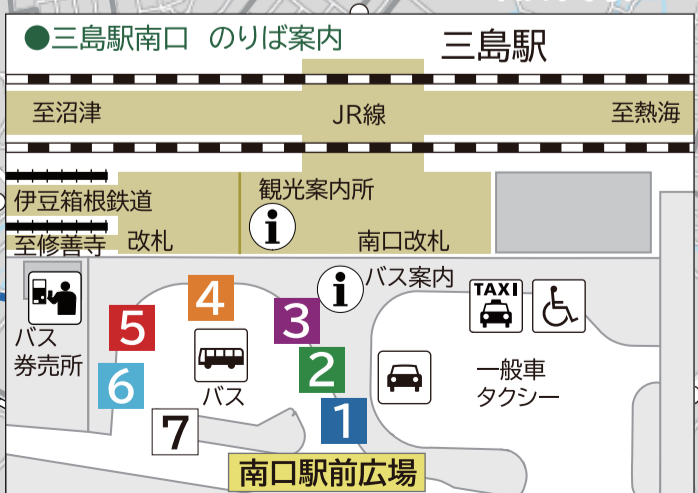 ●三島駅南口 のりば案内
三島駅
至沼津
JR線
至熱海
伊豆箱根鉄道
観光案内所
至修善寺
改札
南口改札
バス案内
TAXI
バス
券売所
5
4
3
6
バス
2
一般車
タクシー
7
1
南口駅前広場